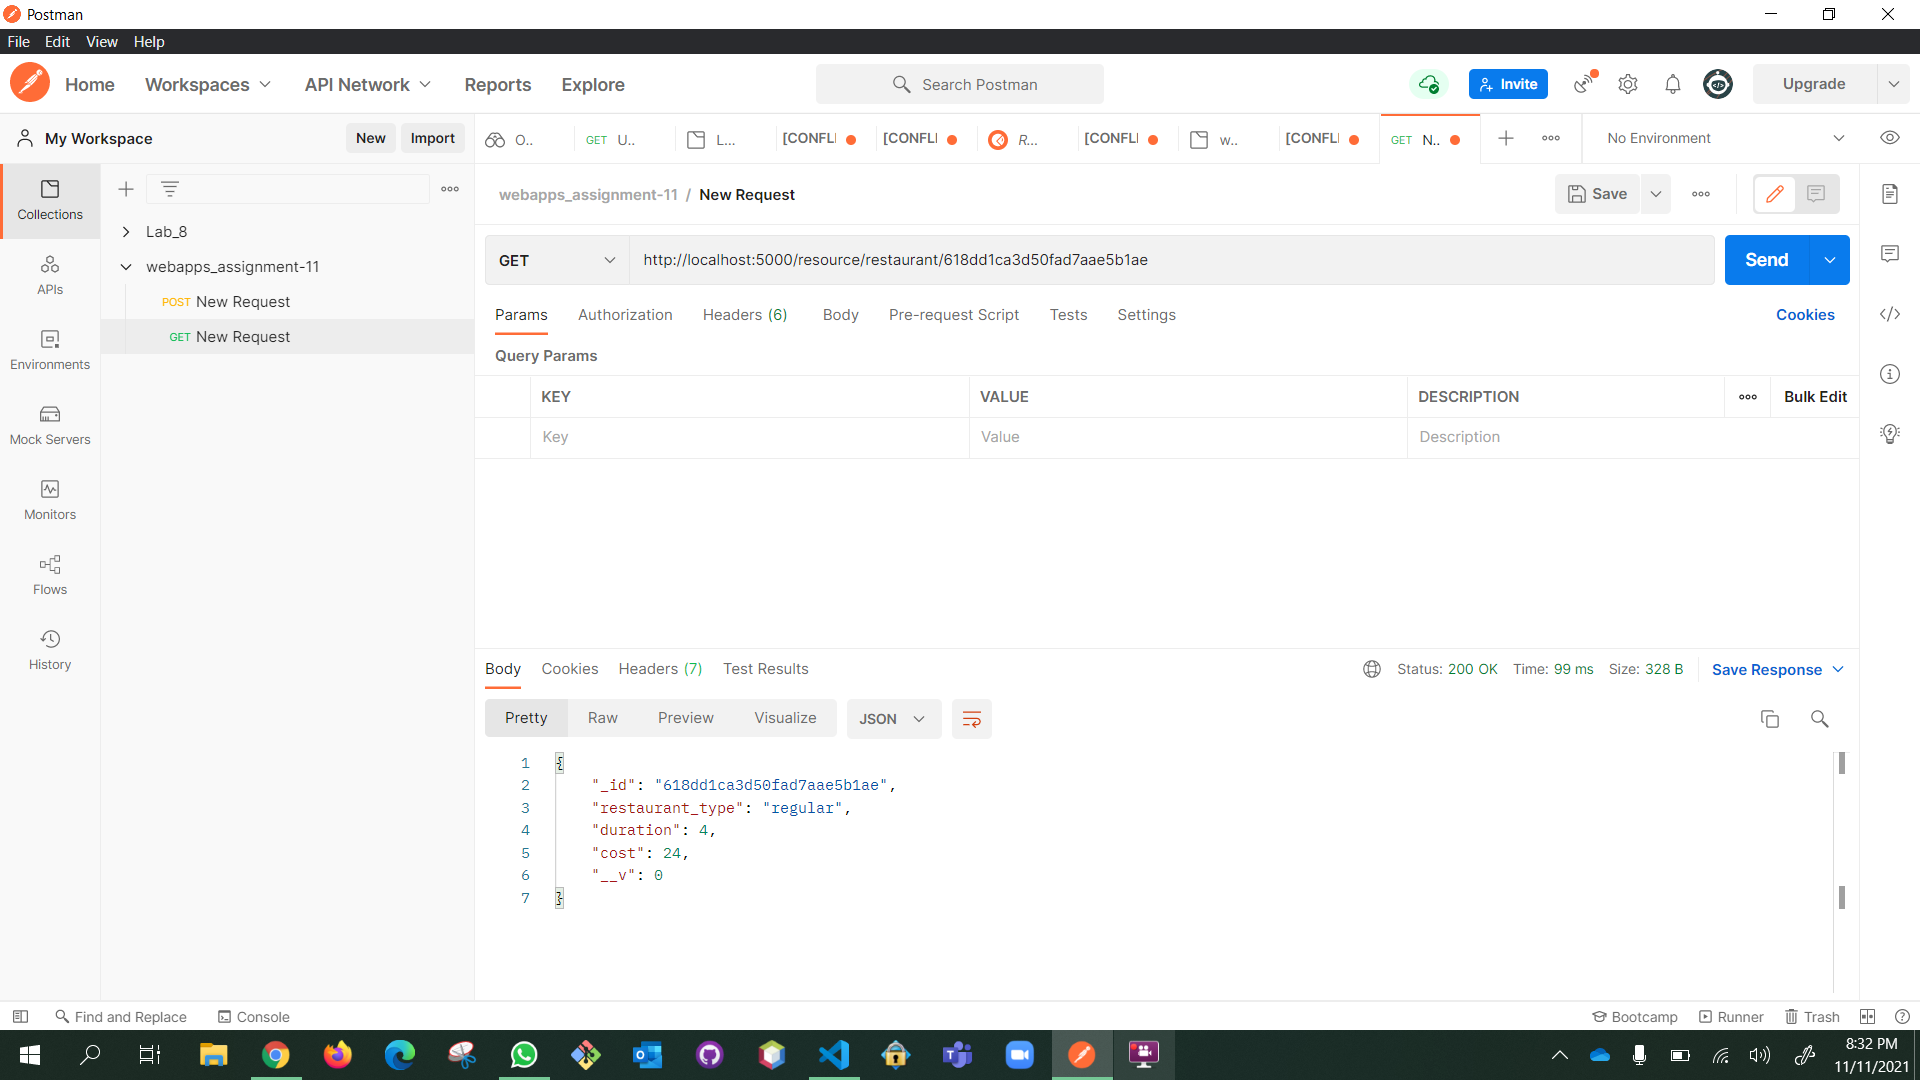 Postman
File Edit View Help
Home Workspaces API Network Reports Explore Search Postman Invite Upgrade
My Workspace New Import O.. GET U.. L... [CONFLI [CONFLI R... [CONFLI w.. [CONFLI GET N.. No Environment
Collections
APIs
Environments
Mock Servers
Monitors
Flows
History
Lab_8
webapps_assignment-11
POST New Request
GET New Request
webapps_assignment-11 / New Request Save
GET http://localhost:5000/resource/restaurant/618dd1ca3d50fad7aae5b1ae Send
Params Authorization Headers (6) Body Pre-request Script Tests Settings Cookies
Query Params
KEY VALUE DESCRIPTION Bulk Edit
Key Value Description
Body Cookies Headers (7) Test Results Status: 200 OK Time: 99 ms Size: 328 B Save Response
Pretty Raw Preview Visualize JSON
1 {
2 "_id": "618dd1ca3d50fad7aae5b1ae",
3 "restaurant_type": "regular",
4 "duration": 4,
5 "cost": 24,
6 "__v": 0
7 }
Find and Replace Console Bootcamp Runner Trash
8:32 PM
11/11/2021